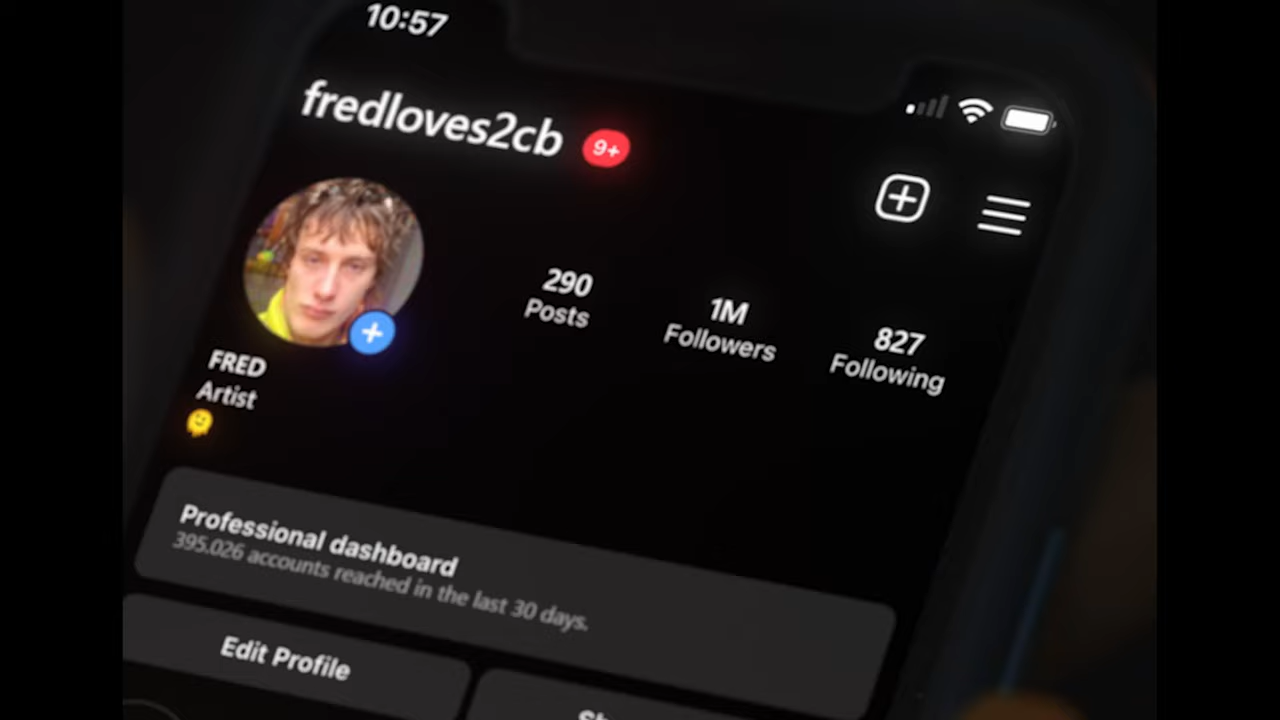 10:57
fredloves2cb
9+
290
Posts
1M
Followers
827
Following
FRED
Artist
Professional dashboard
395.026 accounts reached in the last 30 days.
Edit Profile